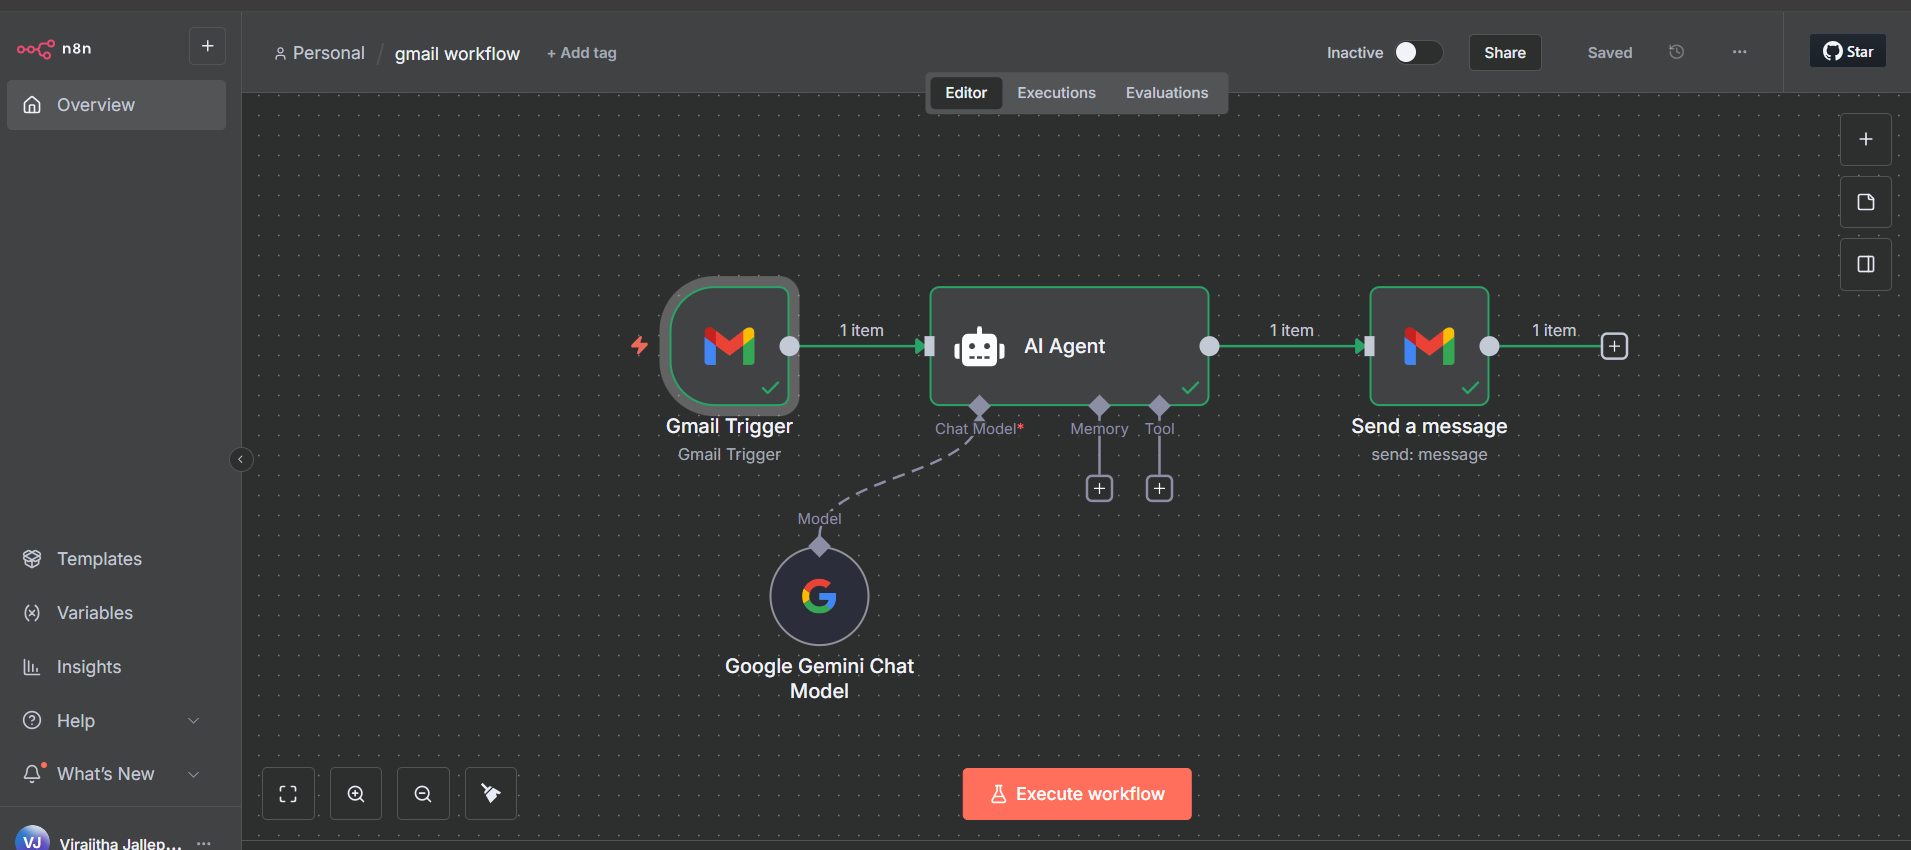 n8n
Personal / gmail workflow + Add tag
Inactive
Share
Saved
Star
Editor Executions Evaluations
Overview
1 item
AI Agent
1 item
1 item
Gmail Trigger
Gmail Trigger
Chat Model*
Memory
Tool
Send a message
send: message
Model
Google Gemini Chat
Model
Templates
Variables
Insights
Help
What's New
Execute workflow
VJ
Virajitha Jallep...